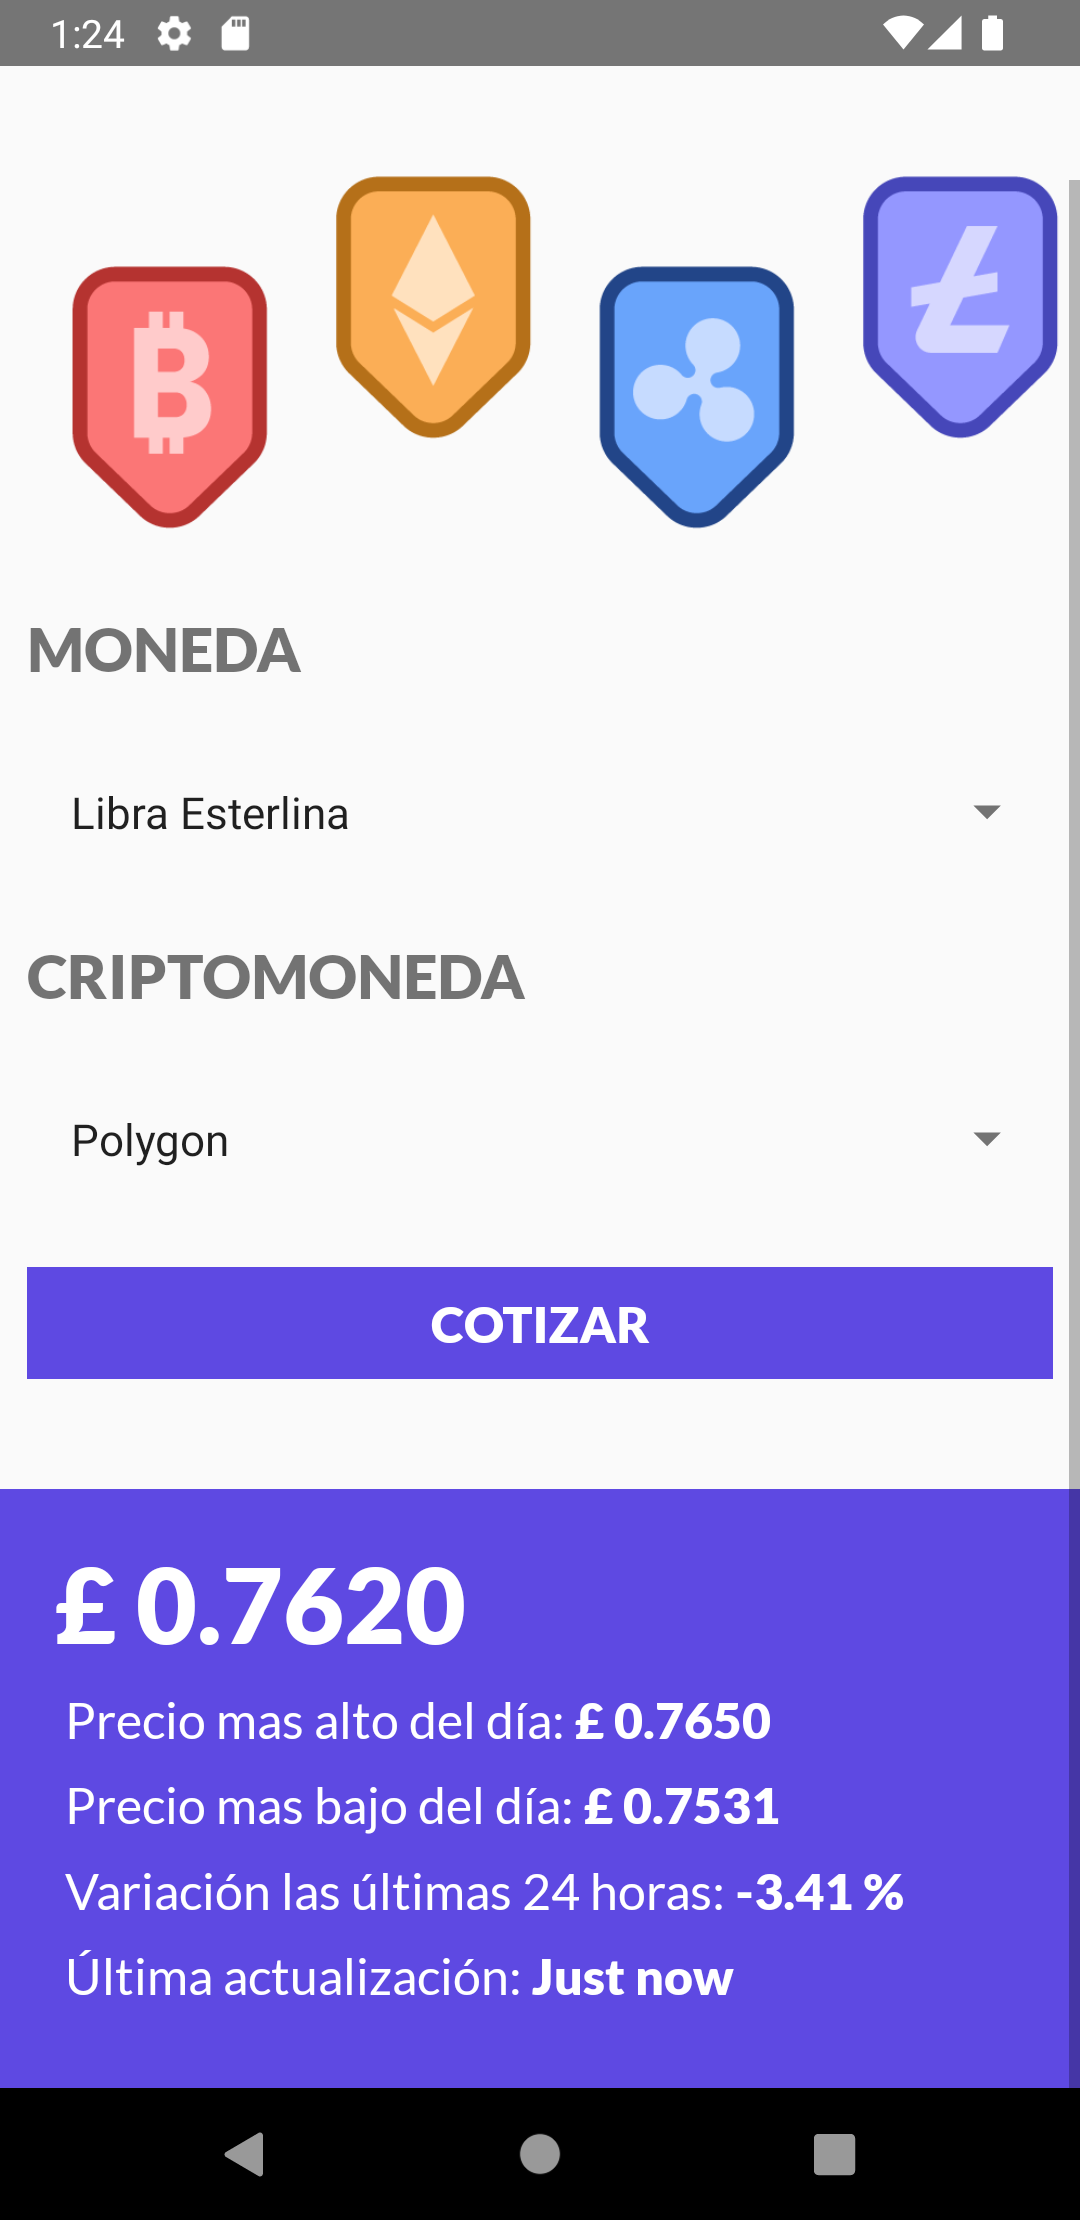 1:24
MONEDA
Libra Esterlina
CRIPTOMONEDA
Polygon
COTIZAR
£ 0.7620
Precio mas alto del día: £ 0.7650
Precio mas bajo del día: £ 0.7531
Variación las últimas 24 horas: -3.41 %
Última actualización: Just now